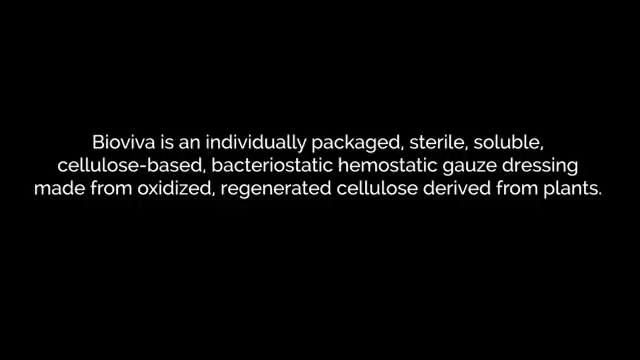 Bioviva is an individually packaged, sterile, soluble,
cellulose-based, bacteriostatic hemostatic gauze dressing
made from oxidized, regenerated cellulose derived from plants.